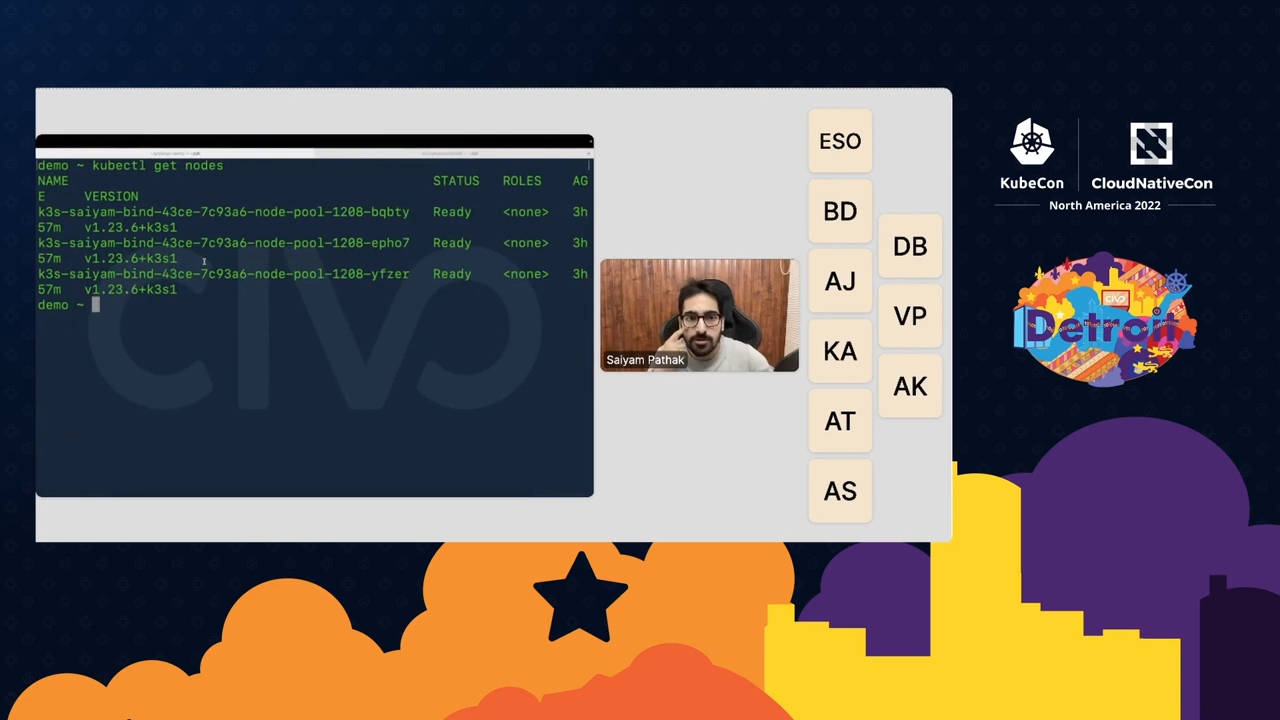 demo ~ kubectl get nodes
NAME STATUS ROLES AG
E VERSION
k3s-saiyam-bind-43ce-7c93a6-node-pool-1208-bqbty Ready <none> 3h
57m v1.23.6+k3s1
k3s-saiyam-bind-43ce-7c93a6-node-pool-1208-epho7 Ready <none> 3h
57m v1.23.6+k3s1
k3s-saiyam-bind-43ce-7c93a6-node-pool-1208-yfzer Ready <none> 3h
57m v1.23.6+k3s1
demo ~
CIVO
Saiyam Pathak
ESO
BD
DB
AJ
VP
KA
AK
AT
AS
KubeCon
CloudNativeCon
North America 2022
CIVO
Detroit